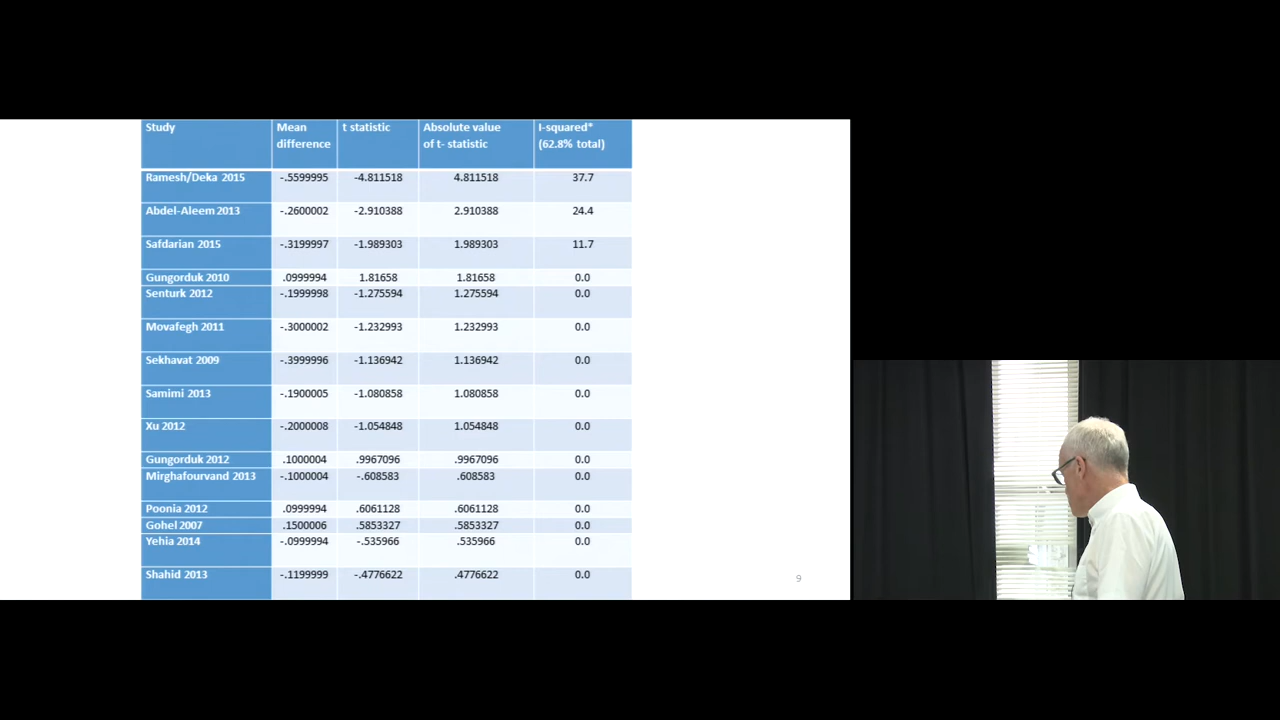 Study Mean difference t statistic Absolute value of t- statistic I-squared* (62.8% total)
Ramesh/Deka 2015 -.5599995 -4.811518 4.811518 37.7
Abdel-Aleem 2013 -.2600002 -2.910388 2.910388 24.4
Safdarian 2015 -.3199997 -1.989303 1.989303 11.7
Gungorduk 2010 .0999994 1.81658 1.81658 0.0
Senturk 2012 -.1999998 -1.275594 1.275594 0.0
Movafegh 2011 -.3000002 -1.232993 1.232993 0.0
Sekhavat 2009 -.3999996 -1.136942 1.136942 0.0
Samimi 2013 -.1900005 -1.080858 1.080858 0.0
Xu 2012 -.2000008 -1.054848 1.054848 0.0
Gungorduk 2012 .1000004 .9967096 .9967096 0.0
Mirghafourvand 2013 -.1000004 -.608583 .608583 0.0
Poonia 2012 .0999994 .6061128 .6061128 0.0
Gohel 2007 .1500006 .5853327 .5853327 0.0
Yehia 2014 -.0999994 -.535966 .535966 0.0
Shahid 2013 -.1199999 -.4776622 .4776622 0.0
9